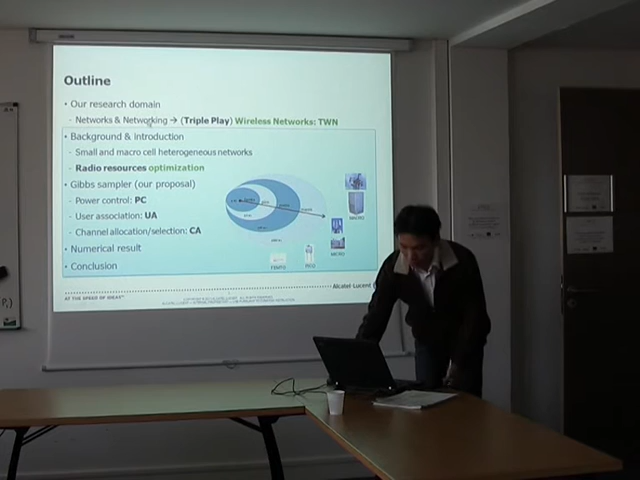 Outline
• Our research domain
- Networks & Networking → (Triple Play) Wireless Networks: TWN
• Background & introduction
- Small and macro cell heterogeneous networks
- Radio resources optimization
• Gibbs sampler (our proposal)
- Power control: PC
- User association: UA
- Channel allocation/selection: CA
• Numerical result
• Conclusion
MACRO
MICRO
PICO
FEMTO
AT THE SPEED OF IDEAS™
Alcatel-Lucent